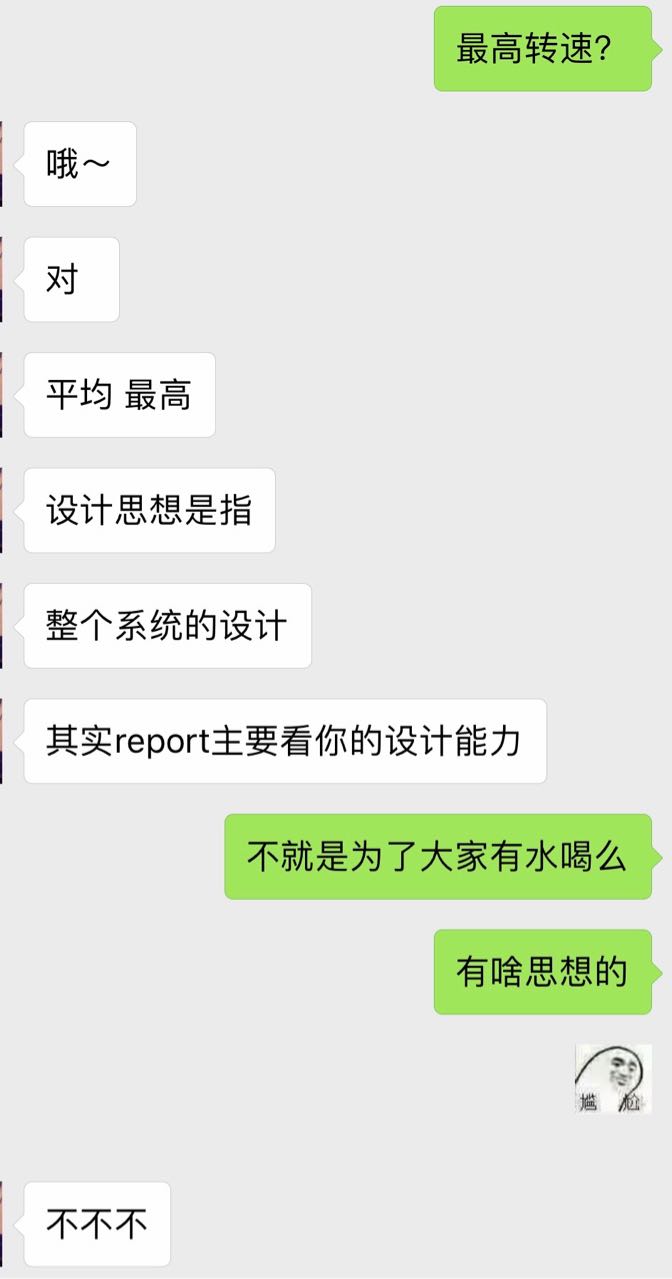 最高转速?
哦～
对
平均 最高
设计思想是指
整个系统的设计
其实report主要看你的设计能力
不就是为了大家有水喝么
有啥思想的
尴尬
不不不